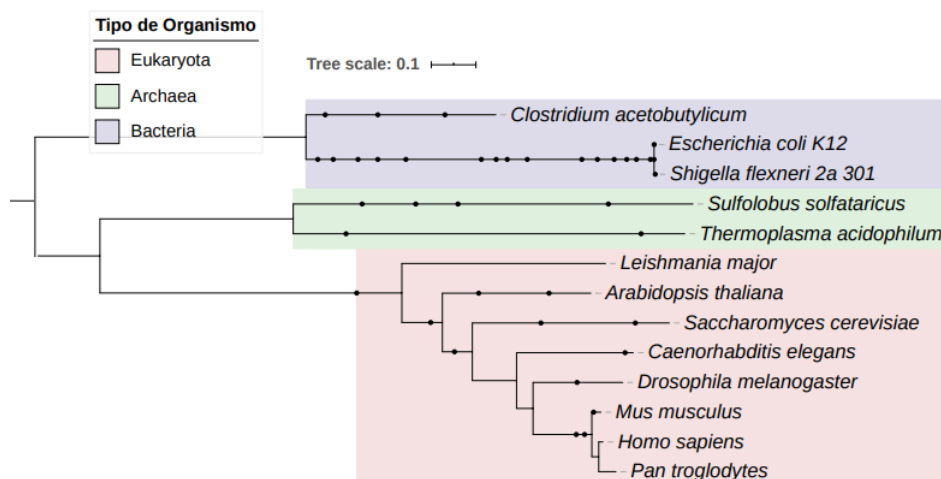 Tipo de Organismo
Eukaryota
Archaea
Bacteria
Tree scale: 0.1
Clostridium acetobutylicum
Escherichia coli K12
Shigella flexneri 2a 301
Sulfolobus solfataricus
Thermoplasma acidophilum
Leishmania major
Arabidopsis thaliana
Saccharomyces cerevisiae
Caenorhabditis elegans
Drosophila melanogaster
Mus musculus
Homo sapiens
Pan troglodytes